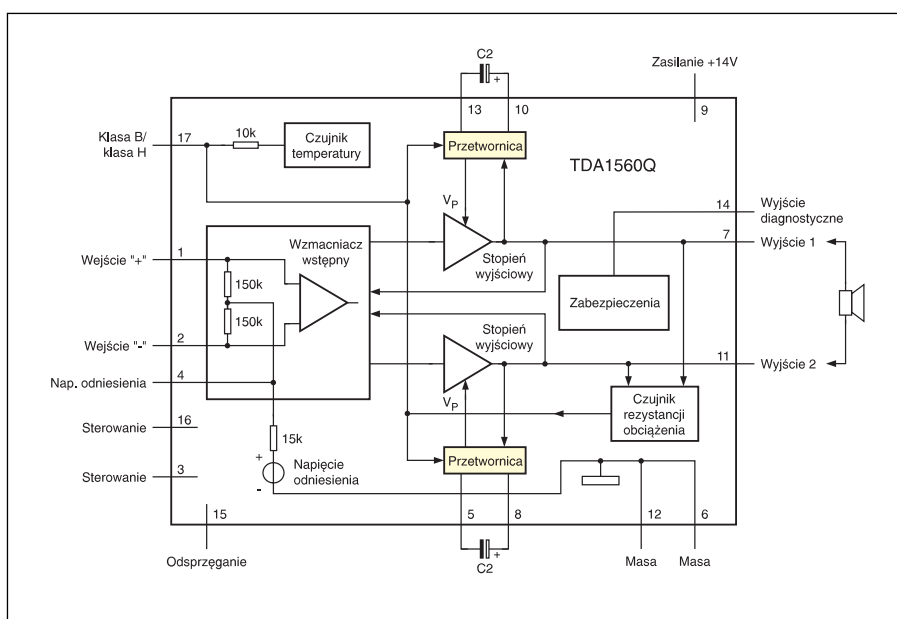 C2
+
Zasilanie +14V
13
10
9
Klasa B/
klasa H
17
10k
Czujnik
temperatury
Przetwornica
TDA1560Q
VP
14
Wyjście
diagnostyczne
Wzmacniacz
wstępny
Stopień
wyjściowy
7
Wyjście 1
Wejście "+"
1
150k
150k
Zabezpieczenia
Wejście "-"
2
Stopień
wyjściowy
11
Wyjście 2
Nap. odniesienia
4
VP
Czujnik
rezystancji
obciążenia
Sterowanie
16
15k
+
-
Napięcie
odniesienia
Przetwornica
Sterowanie
3
15
5
8
12
6
Odsprzęganie
+
C2
Masa
Masa